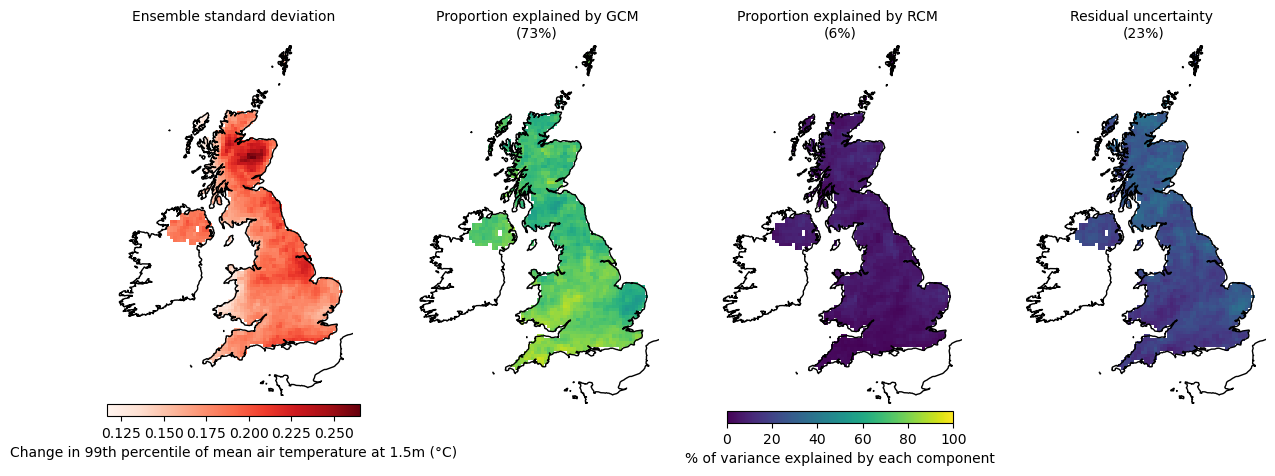 Ensemble standard deviation
Proportion explained by GCM
(73%)
Proportion explained by RCM
(6%)
Residual uncertainty
(23%)
0.125 0.150 0.175 0.200 0.225 0.250
Change in 99th percentile of mean air temperature at 1.5m (°C)
0 20 40 60 80 100
% of variance explained by each component